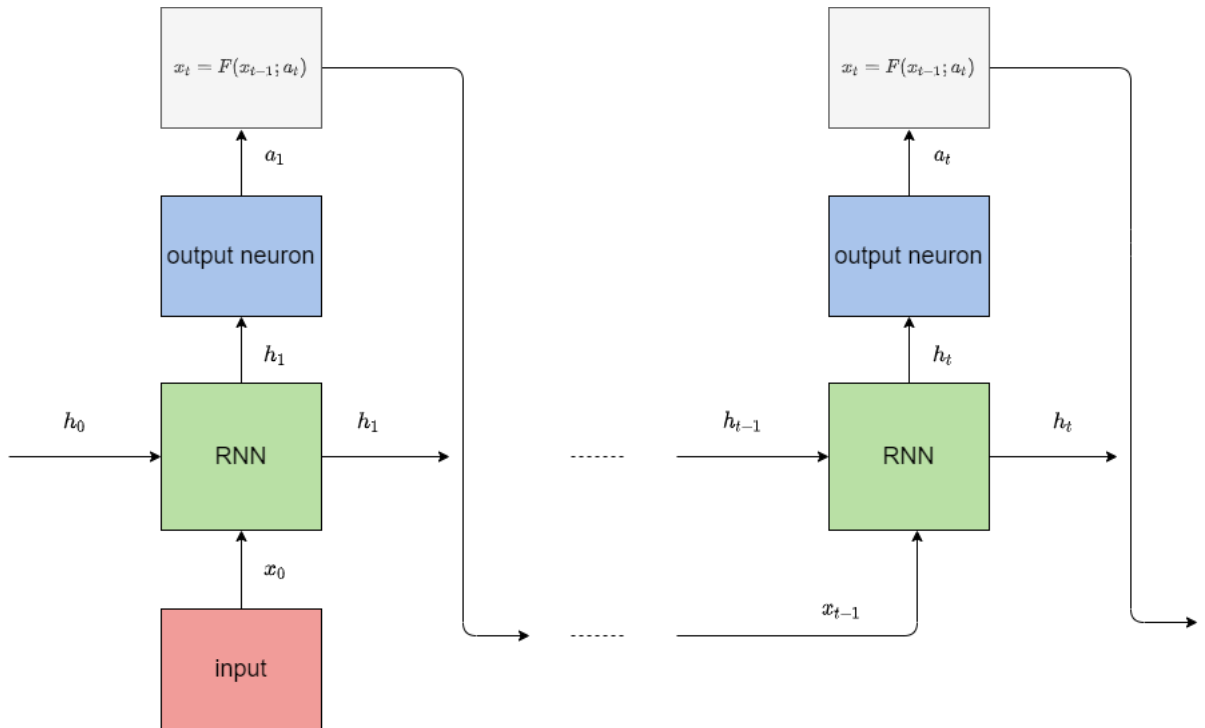 x_t = F(x_{t-1}; a_t)
x_t = F(x_{t-1}; a_t)
a_1
a_t
output neuron
output neuron
h_1
h_t
h_0
h_1
h_{t-1}
h_t
RNN
RNN
x_0
x_{t-1}
input